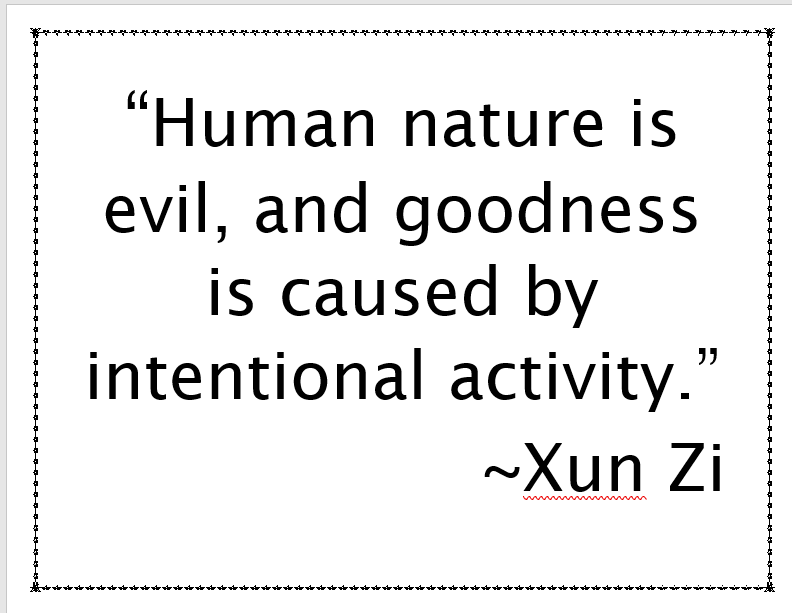 “Human nature is
evil, and goodness
is caused by
intentional activity.”
~Xun Zi